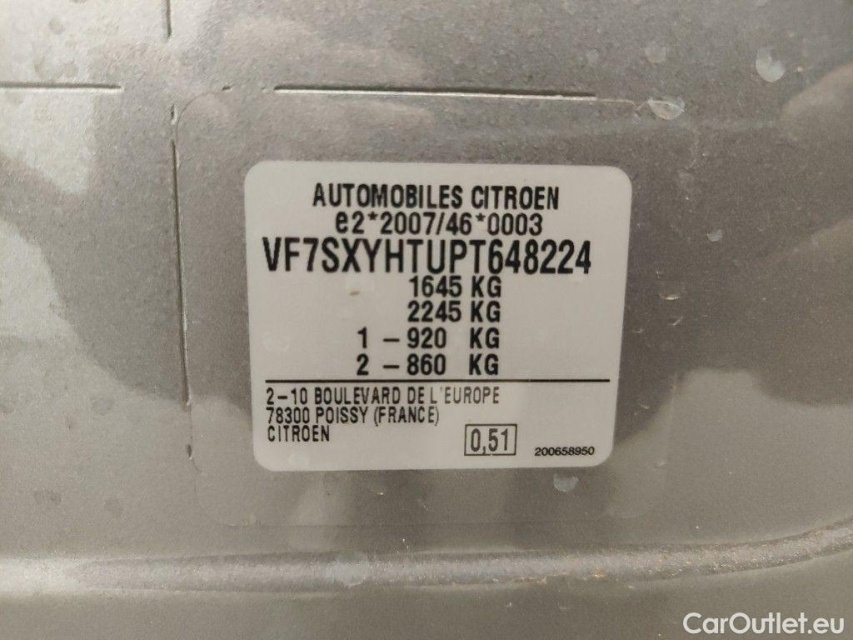 AUTOMOBILES CITROEN
e2*2007/46*0003
VF7SXYHTUPT648224
1645 KG
2245 KG
1 – 920 KG
2 – 860 KG
2-10 BOULEVARD DE L'EUROPE
78300 POISSY (FRANCE)
CITROEN
0,51
200658950
CarOutlet.eu